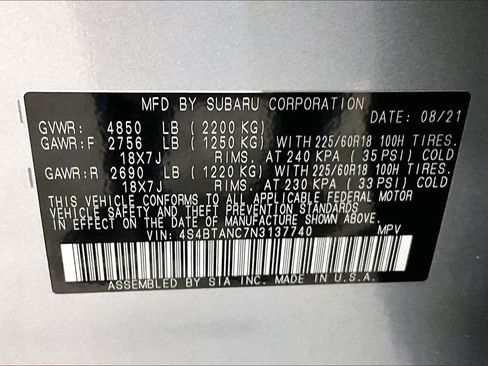 MFD BY SUBARU CORPORATION
DATE: 08/21
GVWR: 4850 LB (2200 KG)
GAWR:F 2756 LB (1250 KG) WITH 225/60R18 100H TIRES.
18X7J RIMS. AT 240 KPA (35 PSI) COLD
GAWR:R 2690 LB (1220 KG) WITH 225/60R18 100H TIRES.
18X7J RIMS. AT 230 KPA (33 PSI) COLD
THIS VEHICLE CONFORMS TO ALL APPLICABLE FEDERAL MOTOR
VEHICLE SAFETY AND THEFT PREVENTION STANDARDS
IN EFFECT ON THE DATE OF MANUFACTURE SHOWN ABOVE.
VIN: 4S4BTANC7N3137740 MPV
ASSEMBLED BY SIA INC. MADE IN U.S.A.